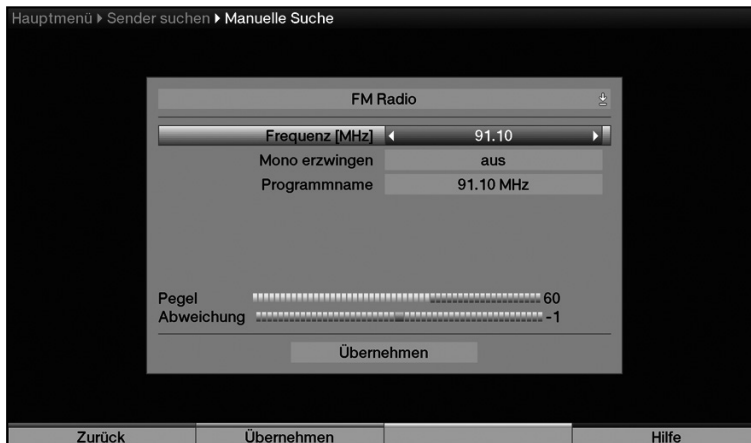 Hauptmenü ▸ Sender suchen ▸ Manuelle Suche
FM Radio
Frequenz [MHz] 91.10
Mono erzwingen aus
Programmname 91.10 MHz
Pegel 60
Abweichung -1
Übernehmen
Zurück Übernehmen Hilfe